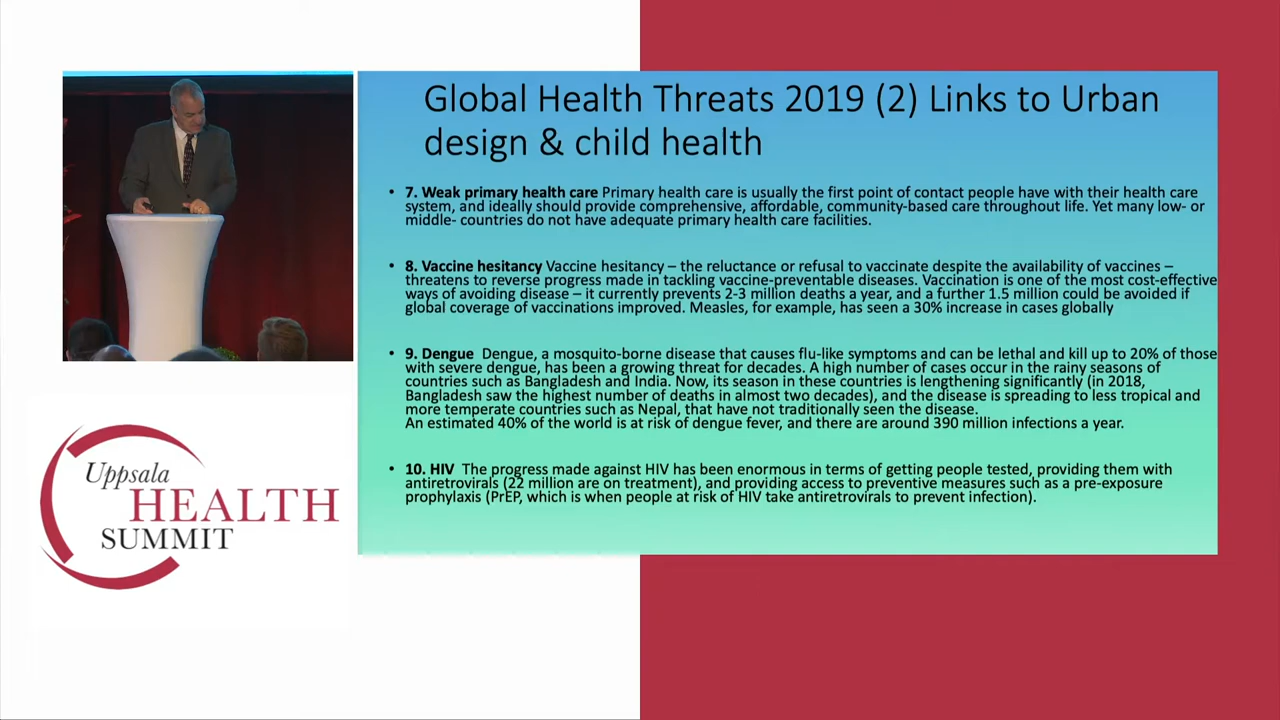 Global Health Threats 2019 (2) Links to Urban
design & child health
• 7. Weak primary health care Primary health care is usually the first point of contact people have with their health care
system, and ideally should provide comprehensive, affordable, community-based care throughout life. Yet many low- or
middle- countries do not have adequate primary health care facilities.
• 8. Vaccine hesitancy Vaccine hesitancy – the reluctance or refusal to vaccinate despite the availability of vaccines –
threatens to reverse progress made in tackling vaccine-preventable diseases. Vaccination is one of the most cost-effective
ways of avoiding disease – it currently prevents 2-3 million deaths a year, and a further 1.5 million could be avoided if
global coverage of vaccinations improved. Measles, for example, has seen a 30% increase in cases globally
• 9. Dengue Dengue, a mosquito-borne disease that causes flu-like symptoms and can be lethal and kill up to 20% of those
with severe dengue, has been a growing threat for decades. A high number of cases occur in the rainy seasons of
countries such as Bangladesh and India. Now, its season in these countries is lengthening significantly (in 2018,
Bangladesh saw the highest number of deaths in almost two decades), and the disease is spreading to less tropical and
more temperate countries such as Nepal, that have not traditionally seen the disease.
An estimated 40% of the world is at risk of dengue fever, and there are around 390 million infections a year.
• 10. HIV The progress made against HIV has been enormous in terms of getting people tested, providing them with
antiretrovirals (22 million are on treatment), and providing access to preventive measures such as a pre-exposure
prophylaxis (PrEP, which is when people at risk of HIV take antiretrovirals to prevent infection).
Uppsala
HEALTH
SUMMIT